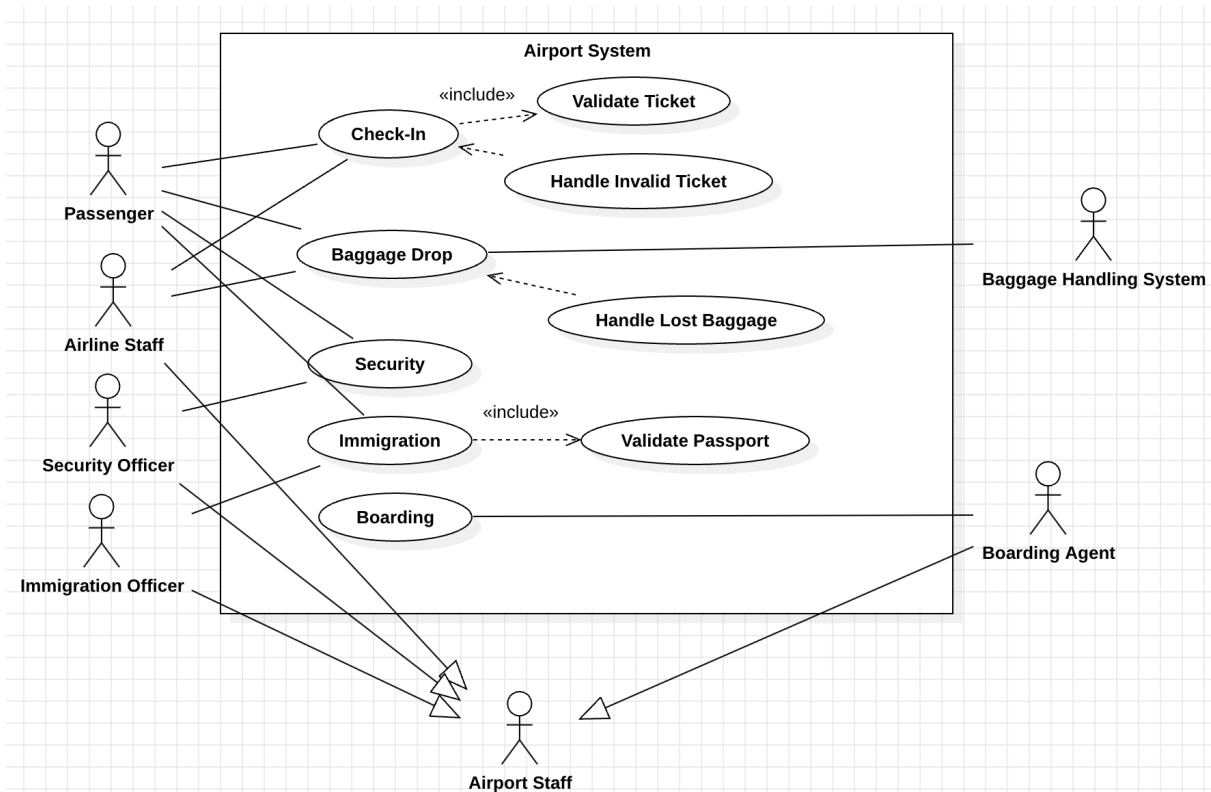 Airport System
«include»
Validate Ticket
Check-In
Handle Invalid Ticket
Passenger
Baggage Drop
Baggage Handling System
Handle Lost Baggage
Airline Staff
Security
«include»
Immigration
Validate Passport
Security Officer
Boarding
Boarding Agent
Immigration Officer
Airport Staff